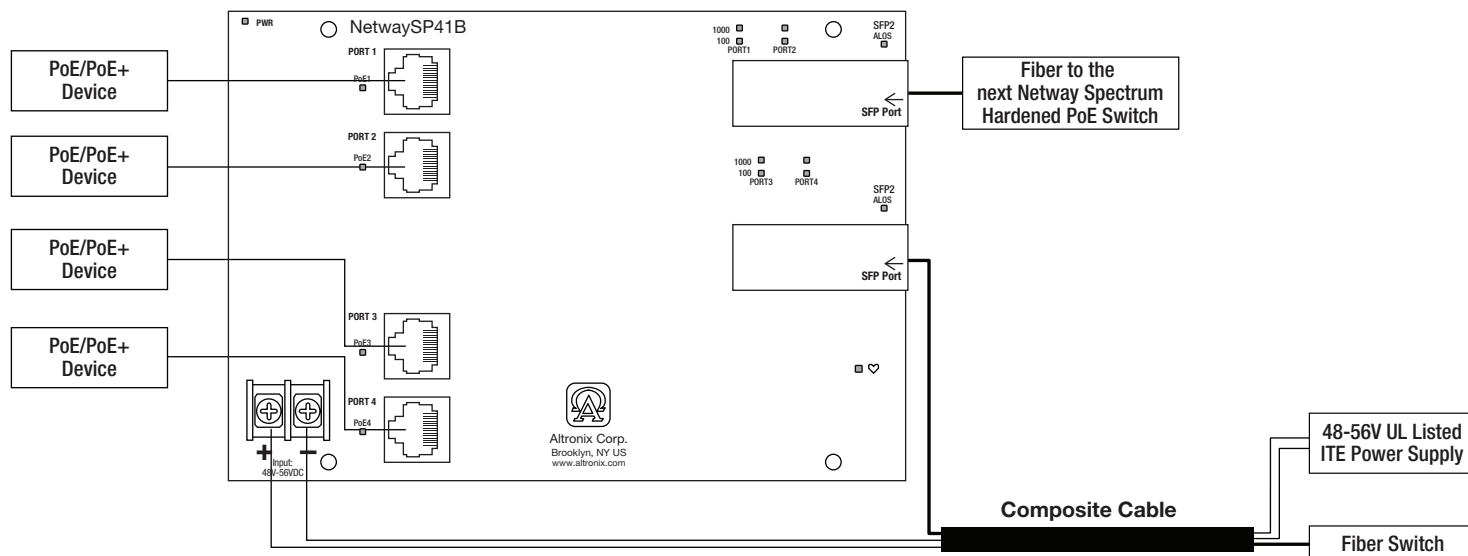 PWR
NetwaySP41B
1000
100
PORT1
PORT2
SFP2
ALOS
PoE/PoE+
Device
PORT 1
PoE1
SFP Port
Fiber to the
next Netway Spectrum
Hardened PoE Switch
PoE/PoE+
Device
PORT 2
PoE2
1000
100
PORT3
PORT4
SFP2
ALOS
PoE/PoE+
Device
SFP Port
PoE/PoE+
Device
PORT 3
PoE3
PORT 4
PoE4
+
–
Input:
48V-56VDC
Altronix Corp.
Brooklyn, NY US
www.altronix.com
48-56V UL Listed
ITE Power Supply
Composite Cable
Fiber Switch